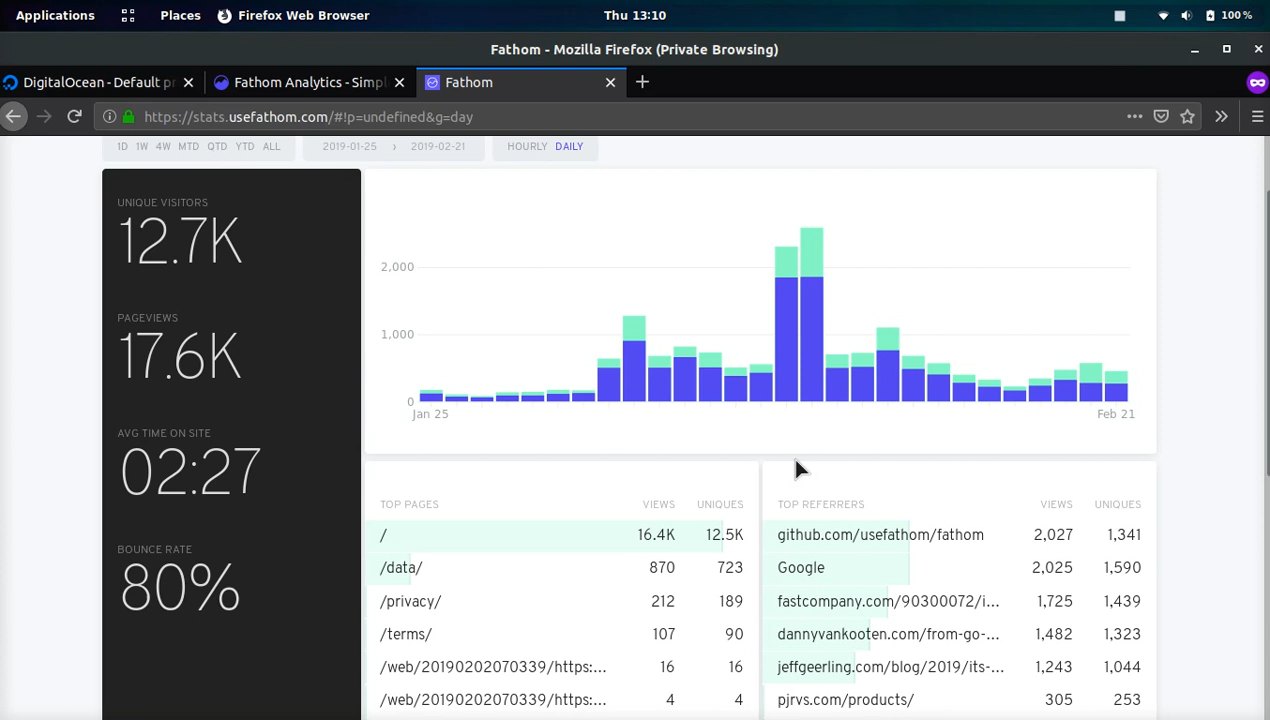 Applications Places Firefox Web Browser Thu 13:10 100 %
Fathom - Mozilla Firefox (Private Browsing)
DigitalOcean - Default p Fathom Analytics - Simpl Fathom
https://stats.usefathom.com/#!p=undefined&g=day
1D 1W 4W MTD QTD YTD ALL 2019-01-25 › 2019-02-21 HOURLY DAILY
UNIQUE VISITORS
12.7K
PAGEVIEWS
17.6K
AVG TIME ON SITE
02:27
BOUNCE RATE
80%
2,000
1,000
0
Jan 25 Feb 21
TOP PAGES VIEWS UNIQUES
/ 16.4K 12.5K
/data/ 870 723
/privacy/ 212 189
/terms/ 107 90
/web/20190202070339/https:... 16 16
/web/20190202070339/https:... 4 4
TOP REFERRERS VIEWS UNIQUES
github.com/usefathom/fathom 2,027 1,341
Google 2,025 1,590
fastcompany.com/90300072/i... 1,725 1,439
dannyvankooten.com/from-go-... 1,482 1,323
jeffgeerling.com/blog/2019/its-... 1,243 1,044
pjrvs.com/products/ 305 253